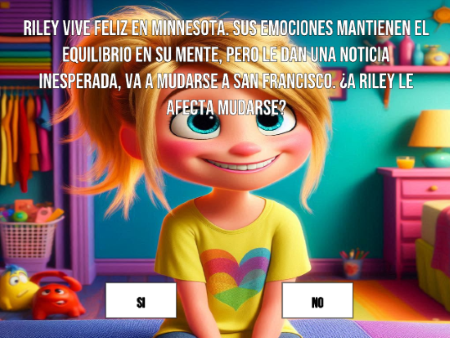 RILEY VIVE FELIZ EN MINNESOTA. SUS EMOCIONES MANTIENEN EL
EQUILIBRIO EN SU MENTE, PERO LE DAN UNA NOTICIA
INESPERADA, VA A MUDARSE A SAN FRANCISCO. ¿A RILEY LE
AFECTA MUDARSE?
SI
NO